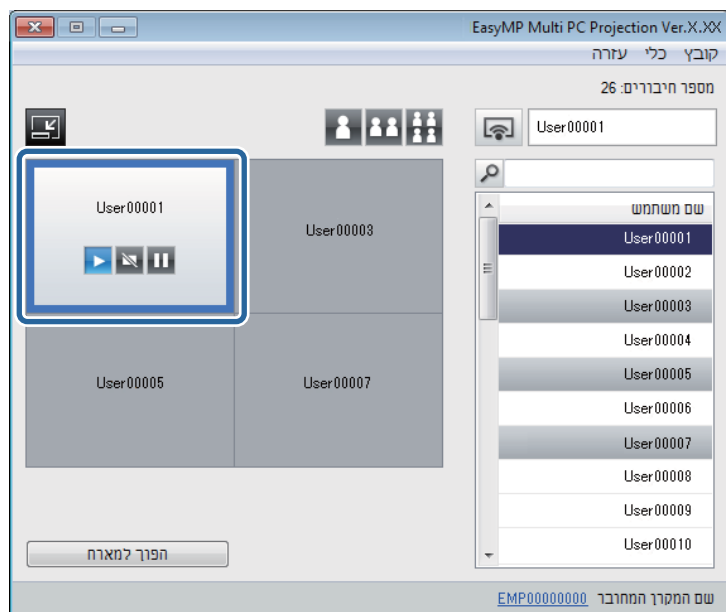 EasyMP Multi PC Projection Ver.X.XX
קובץ כלי עזרה
מספר חיבורים: 26
User00001
שם משתמש
User00001
User00002
User00003
User00004
User00005
User00006
User00007
User00008
User00009
User00010
User00001
User00003
User00005
User00007
הפוך למארח
שם המקרן המחובר EMP00000000